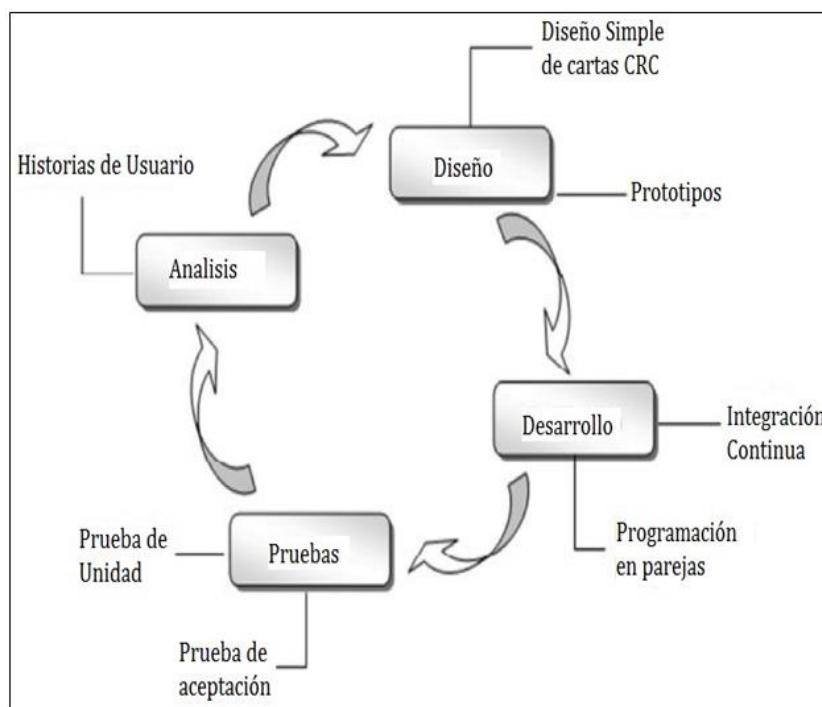 Diseño Simple
de cartas CRC
Diseño
Prototipos
Historias de Usuario
Analisis
Desarrollo
Integración
Continua
Programación
en parejas
Pruebas
Prueba de
Unidad
Prueba de
aceptación